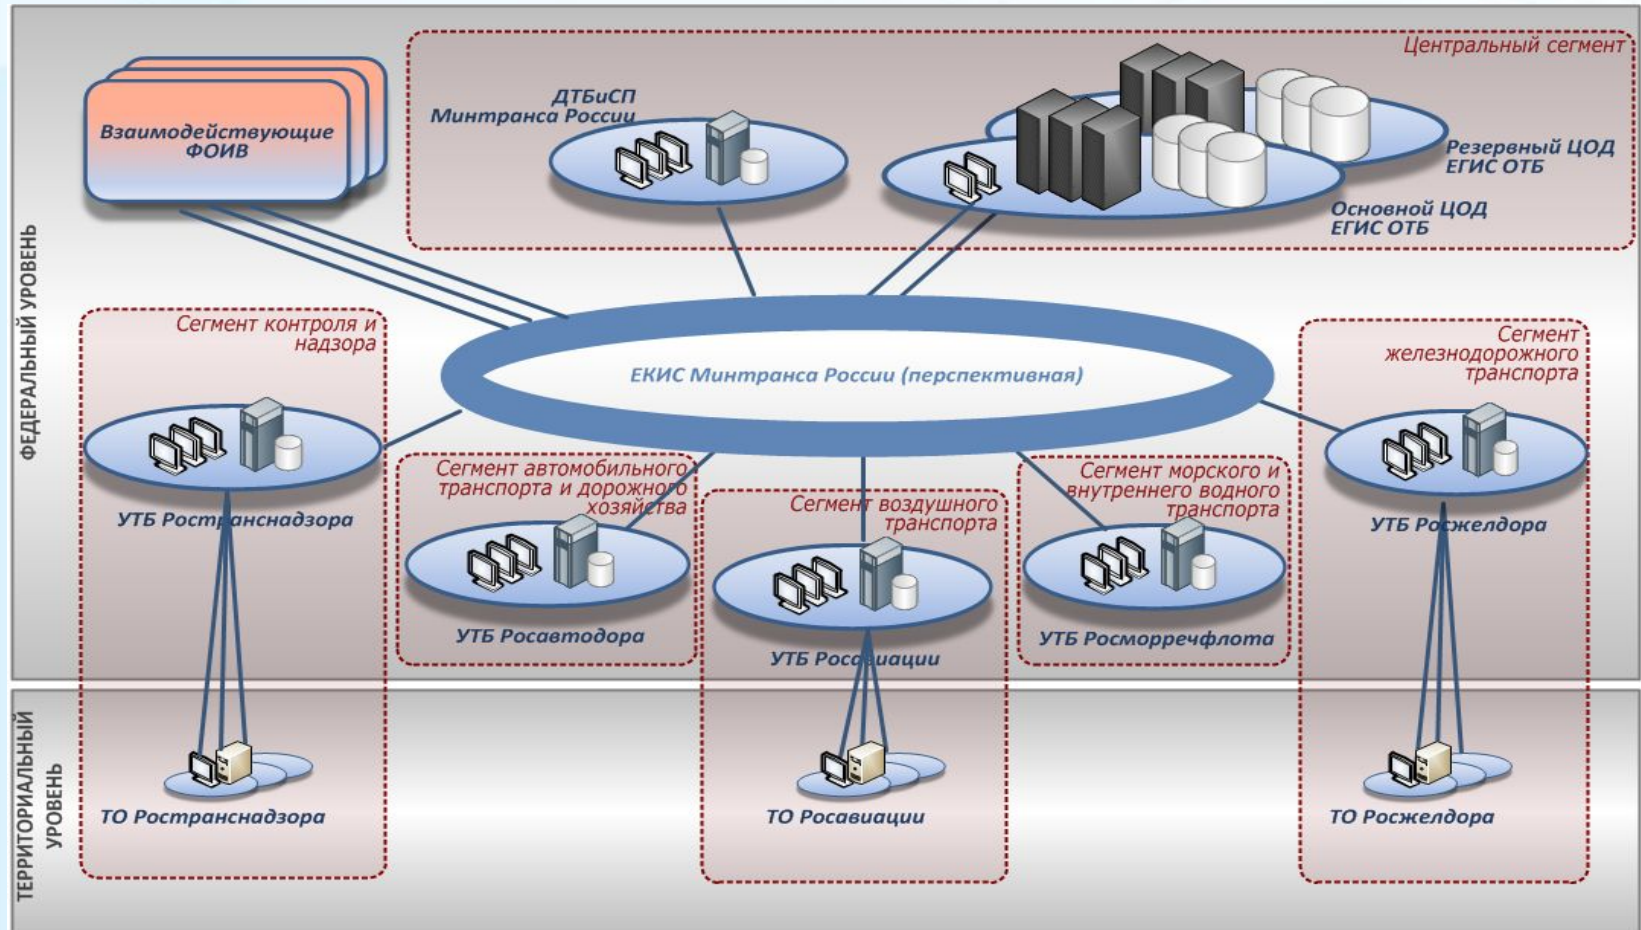 Центральный сегмент
ДТБиСП
Минтранса России
Взаимодействующие
ФОИВ
Резервный ЦОД
ЕГИС ОТБ
Основной ЦОД
ЕГИС ОТБ
ФЕДЕРАЛЬНЫЙ УРОВЕНЬ
Сегмент контроля и
надзора
ЕКИС Минтранса России (перспективная)
Сегмент
железнодорожного
транспорта
УТБ Ространснадзора
Сегмент автомобильного
транспорта и дорожного
хозяйства
Сегмент воздушного
транспорта
Сегмент морского и
внутреннего водного
транспорта
УТБ Росжелдора
УТБ Росавтодора
УТБ Росавиации
УТБ Росморречфлота
ТЕРРИТОРИАЛЬНЫЙ
УРОВЕНЬ
ТО Ространснадзора
ТО Росавиации
ТО Росжелдора